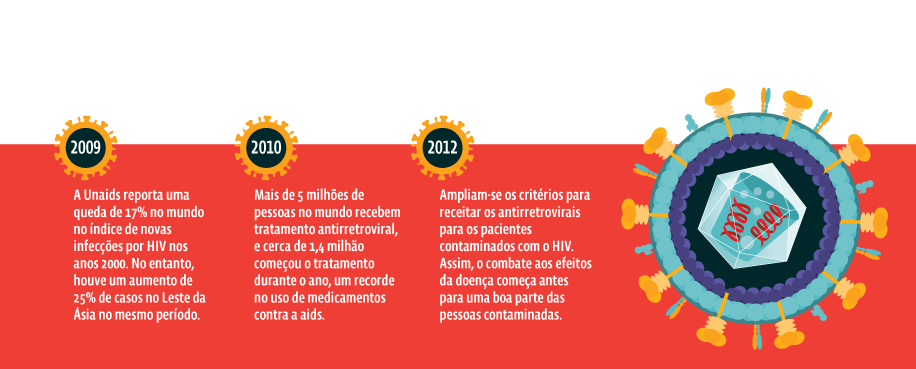 2009
A Unaids reporta uma
queda de 17% no mundo
no índice de novas
infecções por HIV nos
anos 2000. No entanto,
houve um aumento de
25% de casos no Leste da
Ásia no mesmo período.
2010
Mais de 5 milhões de
pessoas no mundo recebem
tratamento antirretroviral,
e cerca de 1,4 milhão
começou o tratamento
durante o ano, um recorde
no uso de medicamentos
contra a aids.
2012
Ampliam-se os critérios para
receitar os antirretrovirais
para os pacientes
contaminados com o HIV.
Assim, o combate aos efeitos
da doença começa antes
para uma boa parte das
pessoas contaminadas.